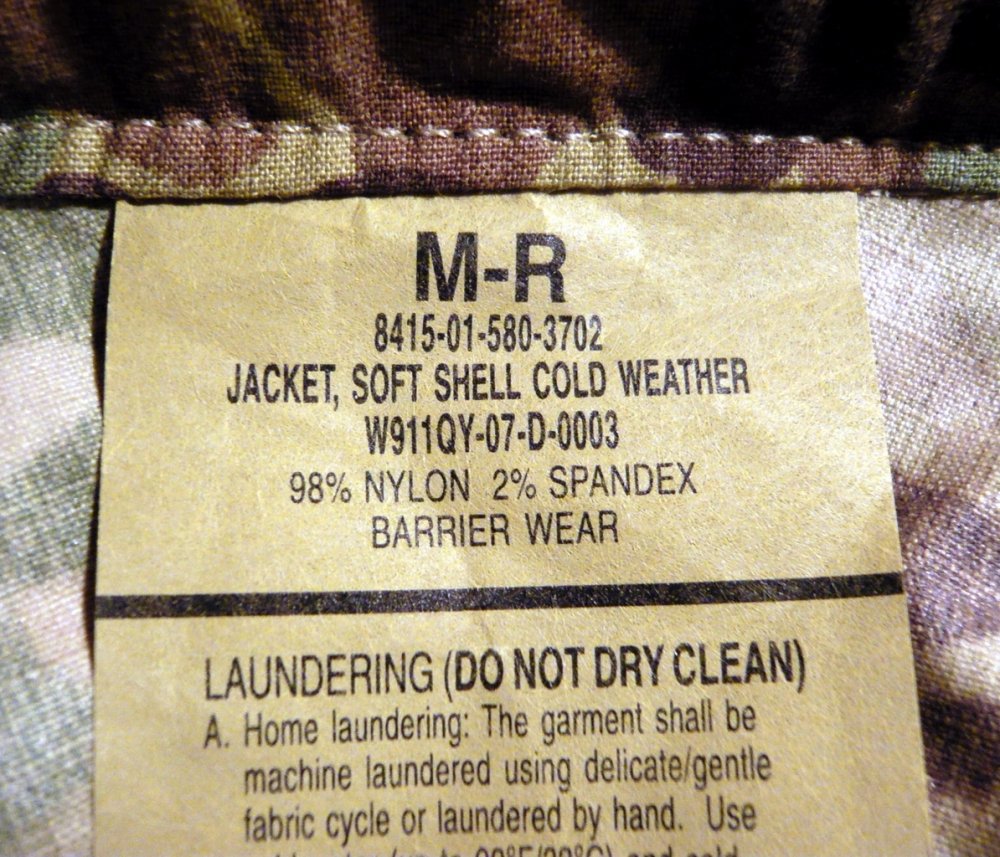 M-R
8415-01-580-3702
JACKET, SOFT SHELL COLD WEATHER
W911QY-07-D-0003
98% NYLON 2% SPANDEX
BARRIER WEAR
LAUNDERING (DO NOT DRY CLEAN)
A. Home laundering: The garment shall be
machine laundered using delicate/gentle
fabric cycle or laundered by hand. Use
and cold